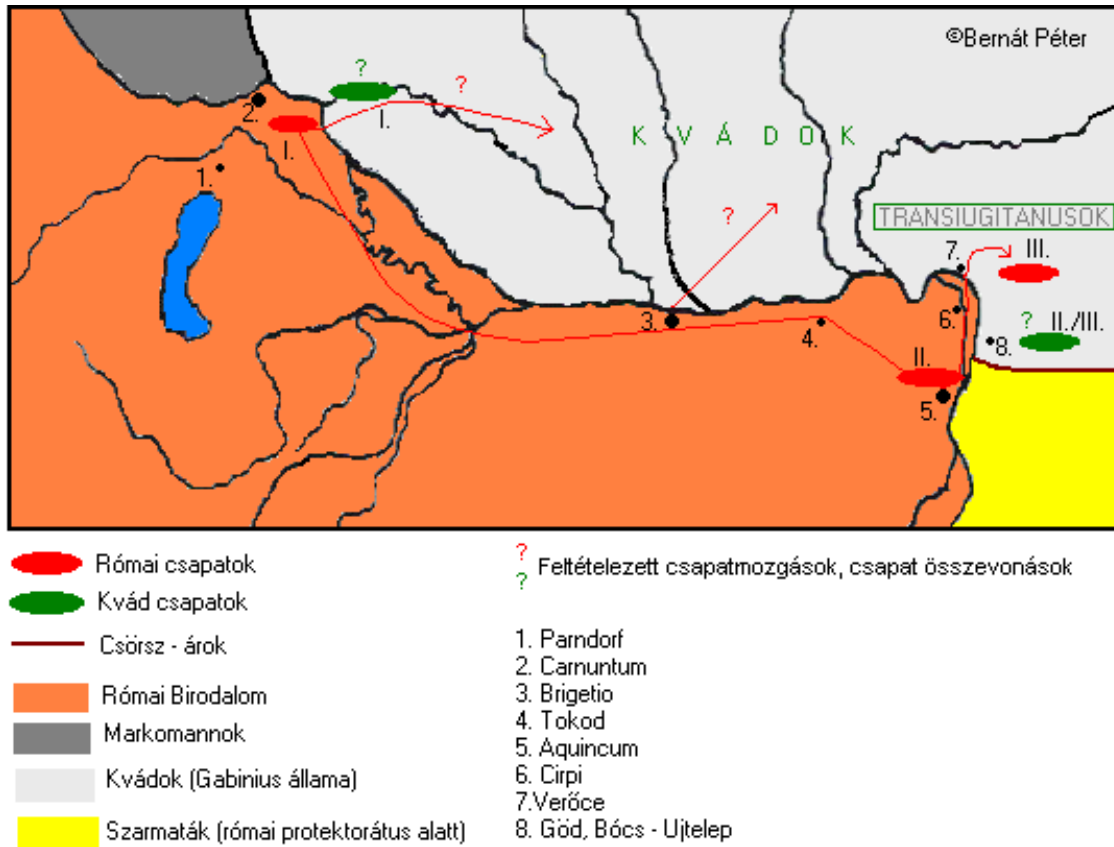 ©Bernát Péter
?
?
2.
I.
I.
K V Á D O K
1.
?
TRANSIUGITANUSOK
7.
III.
6.
3.
4.
? II./III.
8.
II.
5.
Római csapatok
Kvád csapatok
Csörsz - árok
Római Birodalom
Markomannok
Kvádok (Gabinius állama)
Szarmaták (római protektorátus alatt)
?
? Feltételezett csapatmozgások, csapat összevonások
1. Parndorf
2. Carnuntum
3. Brigetio
4. Tokod
5. Aquincum
6. Cirpi
7.Verőce
8. Göd, Bócs - Ujtelep